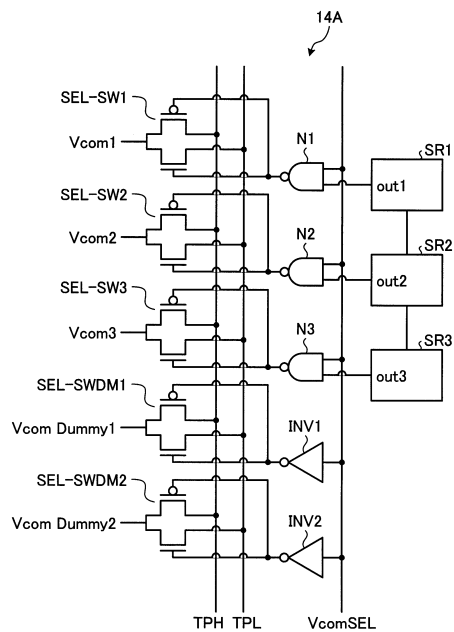 14A
SEL-SW1
Vcom1
N1
SR1
out1
SEL-SW2
Vcom2
N2
SR2
out2
SEL-SW3
Vcom3
N3
SR3
out3
SEL-SWDM1
Vcom Dummy1
INV1
SEL-SWDM2
Vcom Dummy2
INV2
TPH TPL VcomSEL